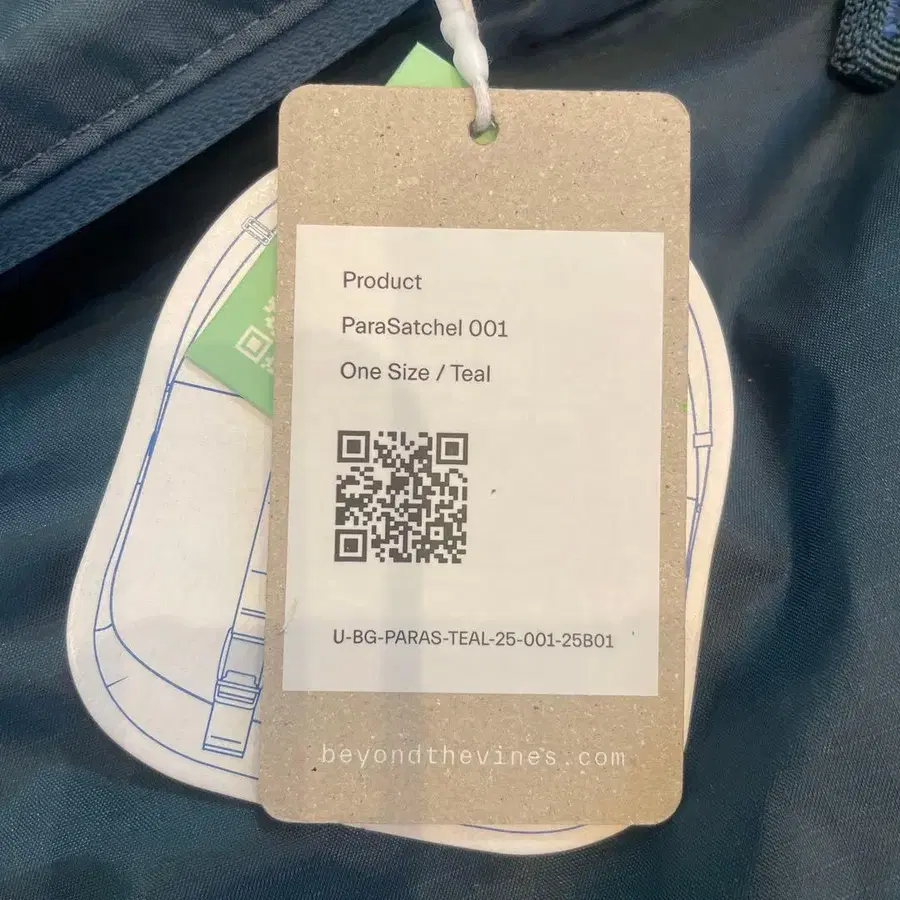 Product
ParaSatchel 001
One Size / Teal
U-BG-PARAS-TEAL-25-001-25B01
beyondthevines.com